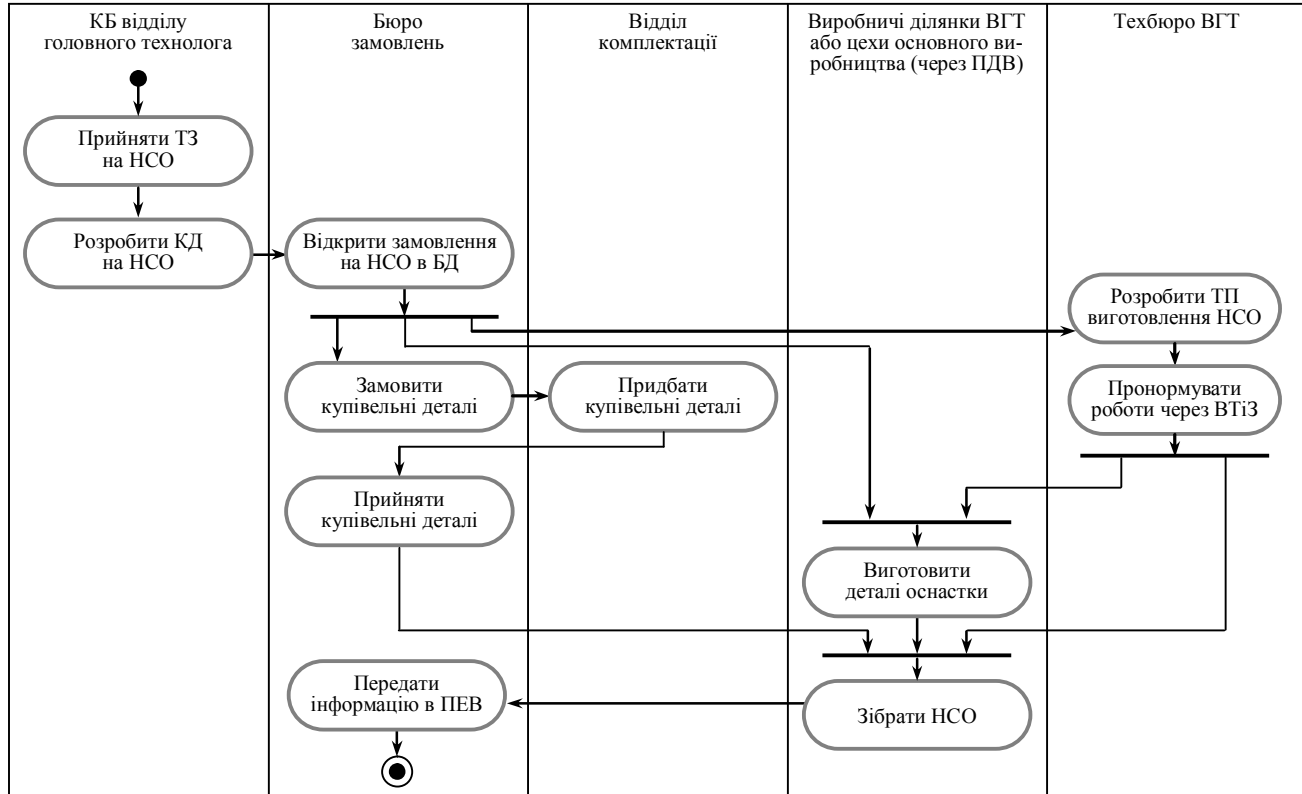 КБ відділу
головного технолога
Бюро
замовлень
Відділ
комплектації
Виробничі ділянки ВГТ
або цехи основного ви-
робництва (через ПДВ)
Техбюро ВГТ
Прийняти ТЗ
на НСО
Розробити КД
на НСО
Відкрити замовлення
на НСО в БД
Розробити ТП
виготовлення НСО
Замовити
купівельні деталі
Придбати
купівельні деталі
Пронормувати
роботи через ВТіЗ
Прийняти
купівельні деталі
Виготовити
деталі оснастки
Передати
інформацію в ПЕВ
Зібрати НСО